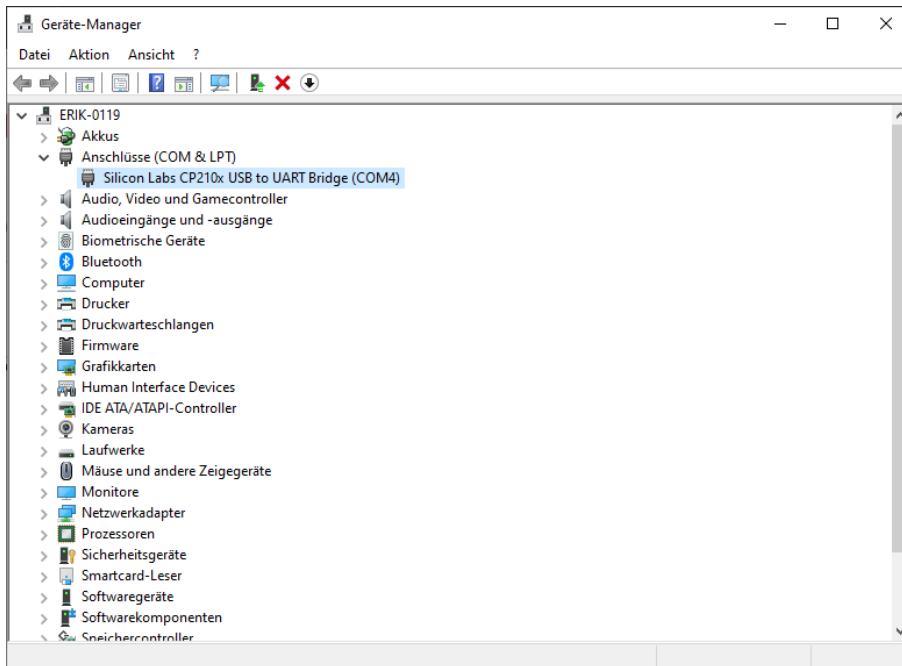 Geräte-Manager
Datei Aktion Ansicht ?
ERIK-0119
Akkus
Anschlüsse (COM & LPT)
Silicon Labs CP210x USB to UART Bridge (COM4)
Audio, Video und Gamecontroller
Audioeingänge und -ausgänge
Biometrische Geräte
Bluetooth
Computer
Drucker
Druckwarteschlangen
Firmware
Grafikkarten
Human Interface Devices
IDE ATA/ATAPI-Controller
Kameras
Laufwerke
Mäuse und andere Zeigegeräte
Monitore
Netzwerkadapter
Prozessoren
Sicherheitsgeräte
Smartcard-Leser
Softwaregeräte
Softwarekomponenten
Speichercontroller